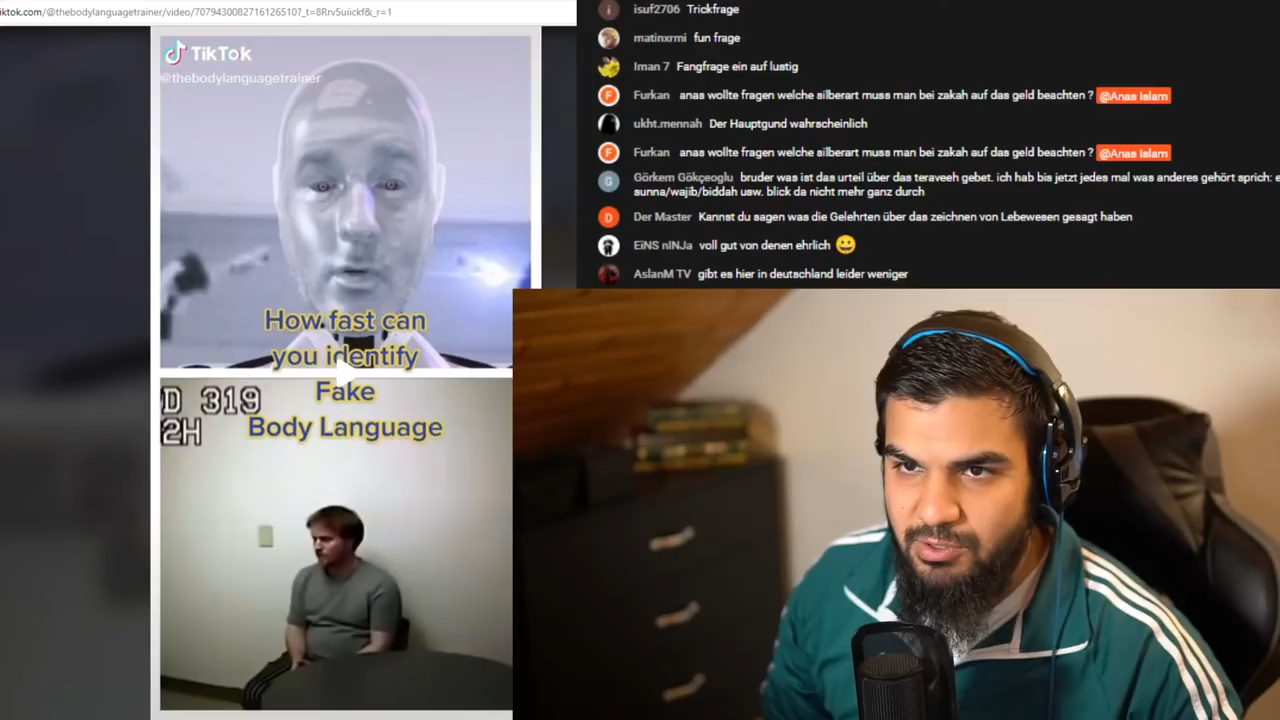 iktok.com/@thebodylanguagetrainer/video/7079430082716126510?_t=8Rrv5uiickf&_r=1
TikTok
@thebodylanguagetrainer
How fast can
you identify
Fake
Body Language
D 319
2H
isuf2706 Trickfrage
matinxrmi fun frage
Iman 7 Fangfrage ein auf lustig
F Furkan anas wollte fragen welche silberart muss man bei zakah auf das geld beachten ? @Anas Islam
ukht.mennah Der Hauptgund wahrscheinlich
F Furkan anas wollte fragen welche silberart muss man bei zakah auf das geld beachten ? @Anas Islam
G Görkem Gökçeoglu bruder was ist das urteil über das teraveeh gebet. ich hab bis jetzt jedes mal was anderes gehört sprich: e
sunna/wajib/biddah usw. blick da nicht mehr ganz durch
D Der Master Kannst du sagen was die Gelehrten über das zeichnen von Lebewesen gesagt haben
EiNS nINJa voll gut von denen ehrlich 😀
AslanM TV gibt es hier in deutschland leider weniger